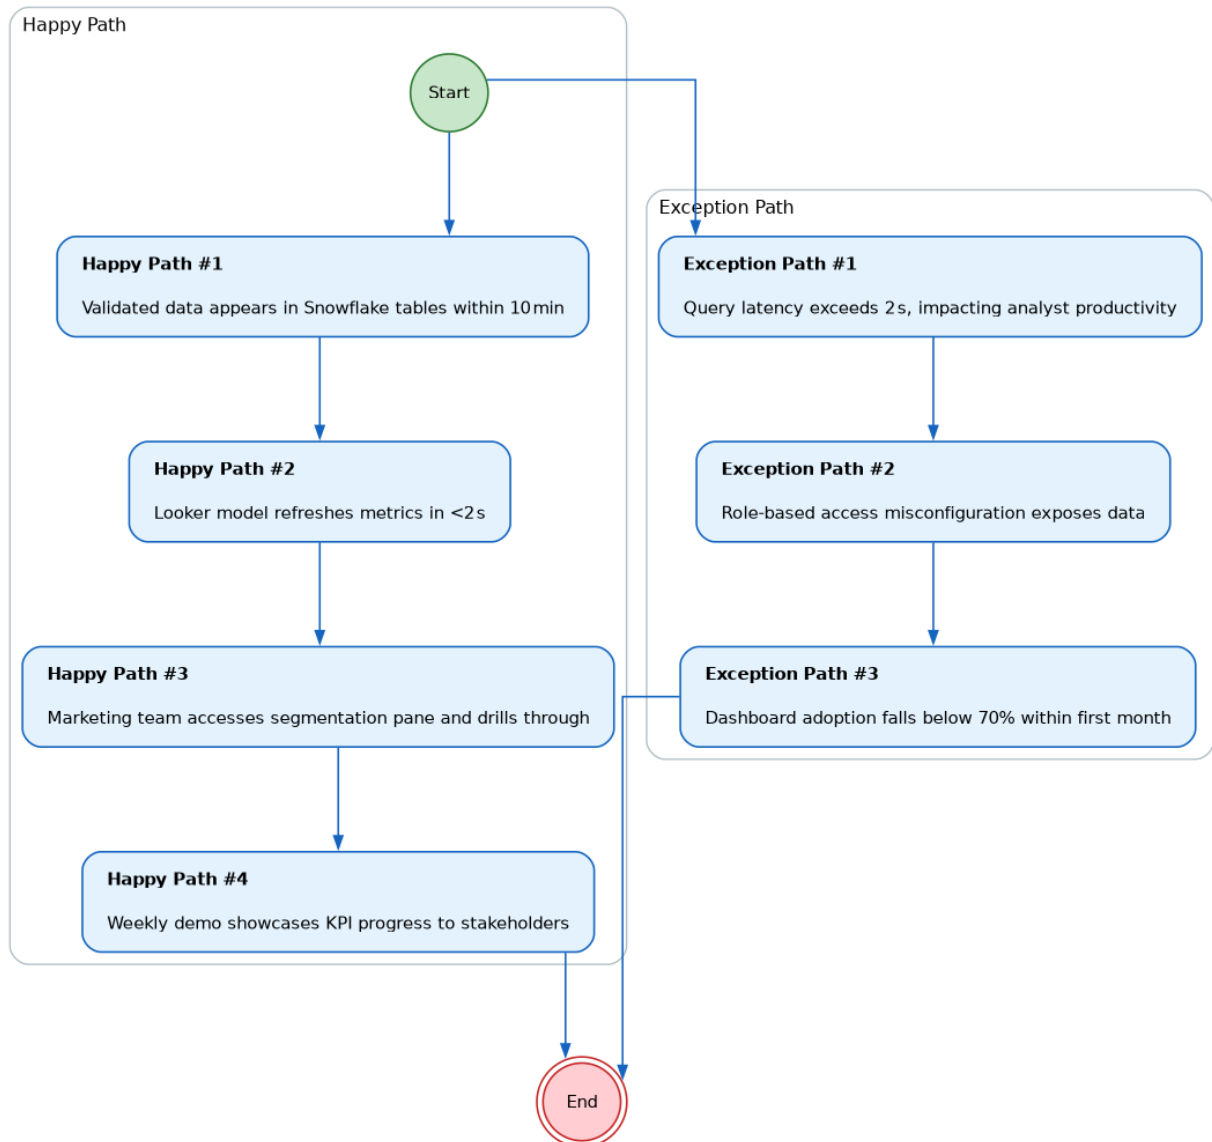 Happy Path
Start
Exception Path
Happy Path #1
Validated data appears in Snowflake tables within 10 min
Exception Path #1
Query latency exceeds 2 s, impacting analyst productivity
Happy Path #2
Looker model refreshes metrics in <2 s
Exception Path #2
Role-based access misconfiguration exposes data
Happy Path #3
Marketing team accesses segmentation pane and drills through
Exception Path #3
Dashboard adoption falls below 70% within first month
Happy Path #4
Weekly demo showcases KPI progress to stakeholders
End